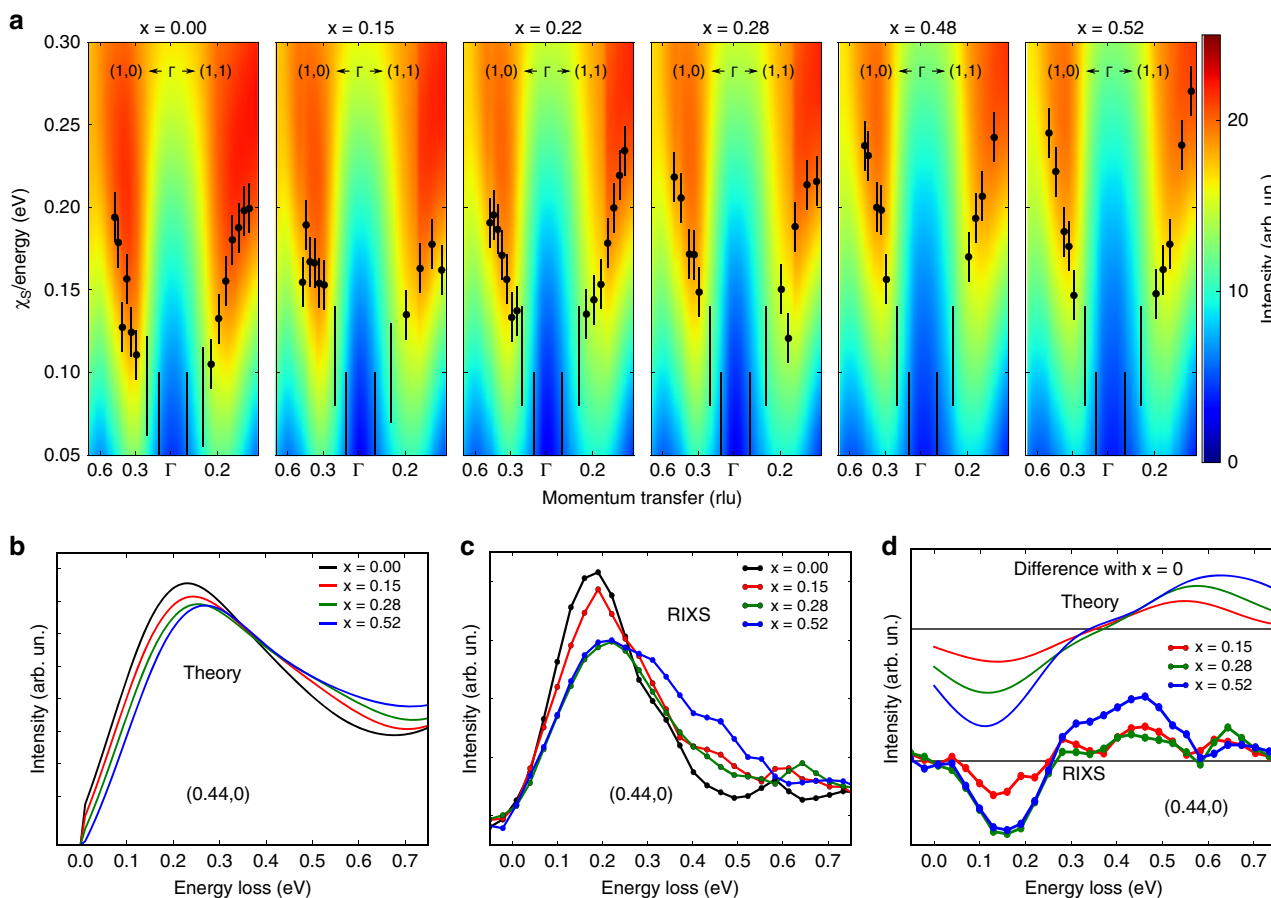 a
x = 0.00 x = 0.15 x = 0.22 x = 0.28 x = 0.48 x = 0.52
(1,0) ← Γ → (1,1) (1,0) ← Γ → (1,1) (1,0) ← Γ → (1,1) (1,0) ← Γ → (1,1) (1,0) ← Γ → (1,1) (1,0) ← Γ → (1,1)
χS/energy (eV)
0.30
0.25
0.20
0.15
0.10
0.05
0.6 0.3 Γ 0.2 0.6 0.3 Γ 0.2 0.6 0.3 Γ 0.2 0.6 0.3 Γ 0.2 0.6 0.3 Γ 0.2 0.6 0.3 Γ 0.2
Momentum transfer (rlu)
20
10
0
Intensity (arb. un.)
b
Intensity (arb. un.)
x = 0.00
x = 0.15
x = 0.28
x = 0.52
Theory
(0.44,0)
0.0 0.1 0.2 0.3 0.4 0.5 0.6 0.7
Energy loss (eV)
c
Intensity (arb. un.)
x = 0.00
x = 0.15
x = 0.28
x = 0.52
RIXS
(0.44,0)
0.0 0.1 0.2 0.3 0.4 0.5 0.6 0.7
Energy loss (eV)
d
Intensity (arb. un.)
Difference with x = 0
Theory
x = 0.15
x = 0.28
x = 0.52
RIXS
(0.44,0)
0.0 0.1 0.2 0.3 0.4 0.5 0.6 0.7
Energy loss (eV)